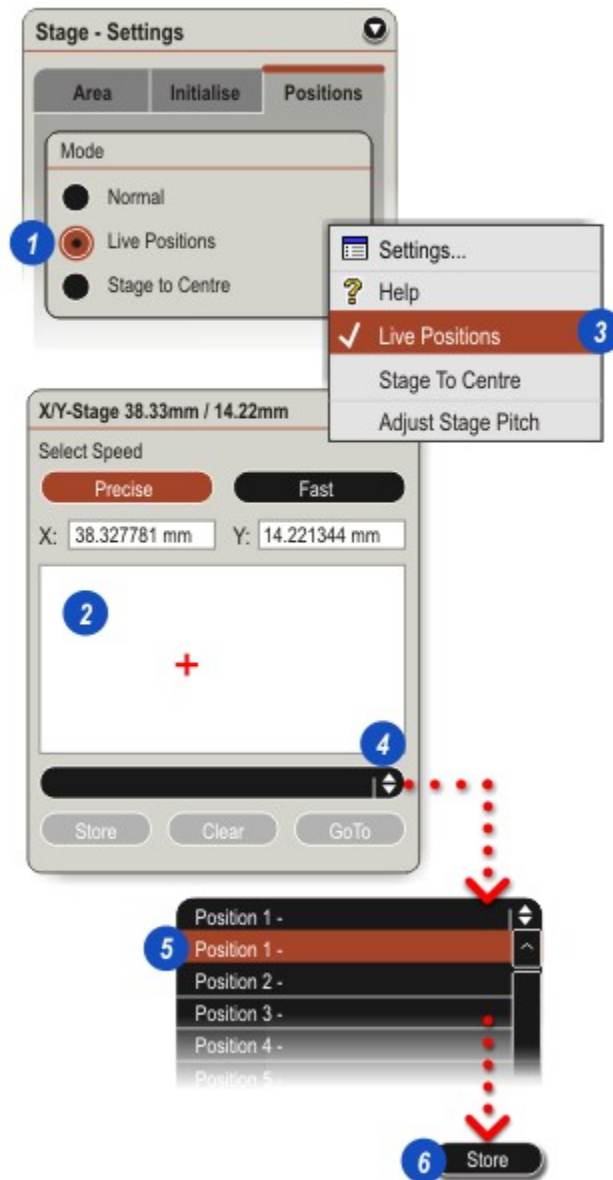 Stage - Settings
Area Initialise Positions
Mode
Normal
1 Live Positions
Stage to Centre
Settings...
? Help
Live Positions 3
Stage To Centre
Adjust Stage Pitch
X/Y-Stage 38.33mm / 14.22mm
Select Speed
Precise Fast
X: 38.327781 mm Y: 14.221344 mm
2
4
Store Clear GoTo
Position 1 -
5 Position 1 -
Position 2 -
Position 3 -
Position 4 -
Position 5 -
6 Store